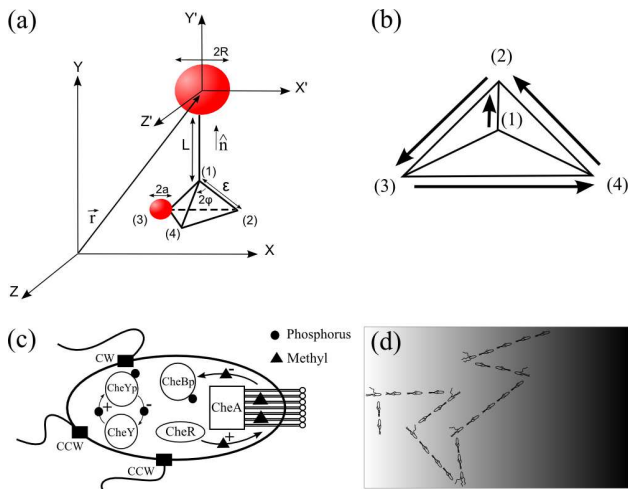 (a)
Y'
2R
X'
Z'
Y
L
n̂
(1)
2a
ε
(3)
2φ
(2)
(4)
r⃗
X
Z
(b)
(2)
(1)
(3)
(4)
(c)
Phosphorus
Methyl
CW
CheYp
CheBp
-
+
-
CheA
CheY
CheR
+
CCW
CCW
(d)